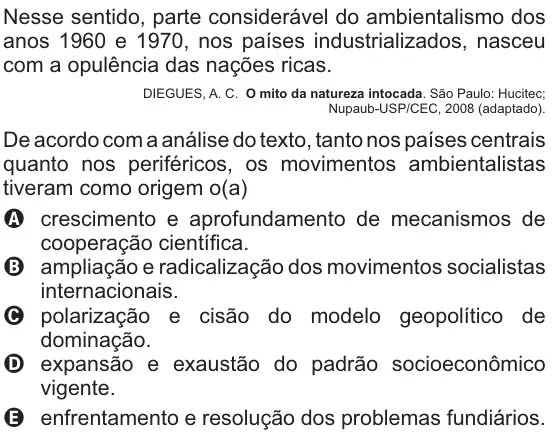 Nesse sentido, parte considerável do ambientalismo dos
anos 1960 e 1970, nos países industrializados, nasceu
com a opulência das nações ricas.
DIEGUES, A. C. O mito da natureza intocada. São Paulo: Hucitec;
Nupaub-USP/CEC, 2008 (adaptado).
De acordo com a análise do texto, tanto nos países centrais
quanto nos periféricos, os movimentos ambientalistas
tiveram como origem o(a)
A crescimento e aprofundamento de mecanismos de
cooperação científica.
B ampliação e radicalização dos movimentos socialistas
internacionais.
C polarização e cisão do modelo geopolítico de
dominação.
D expansão e exaustão do padrão socioeconômico
vigente.
E enfrentamento e resolução dos problemas fundiários.